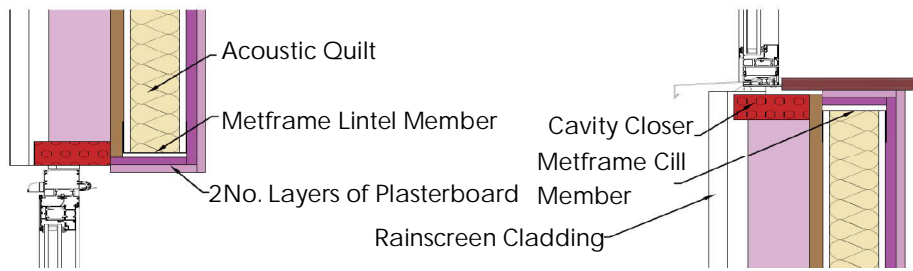 Acoustic Quilt
Metframe Lintel Member
2No. Layers of Plasterboard
Cavity Closer
Metframe Cill
Member
Rainscreen Cladding